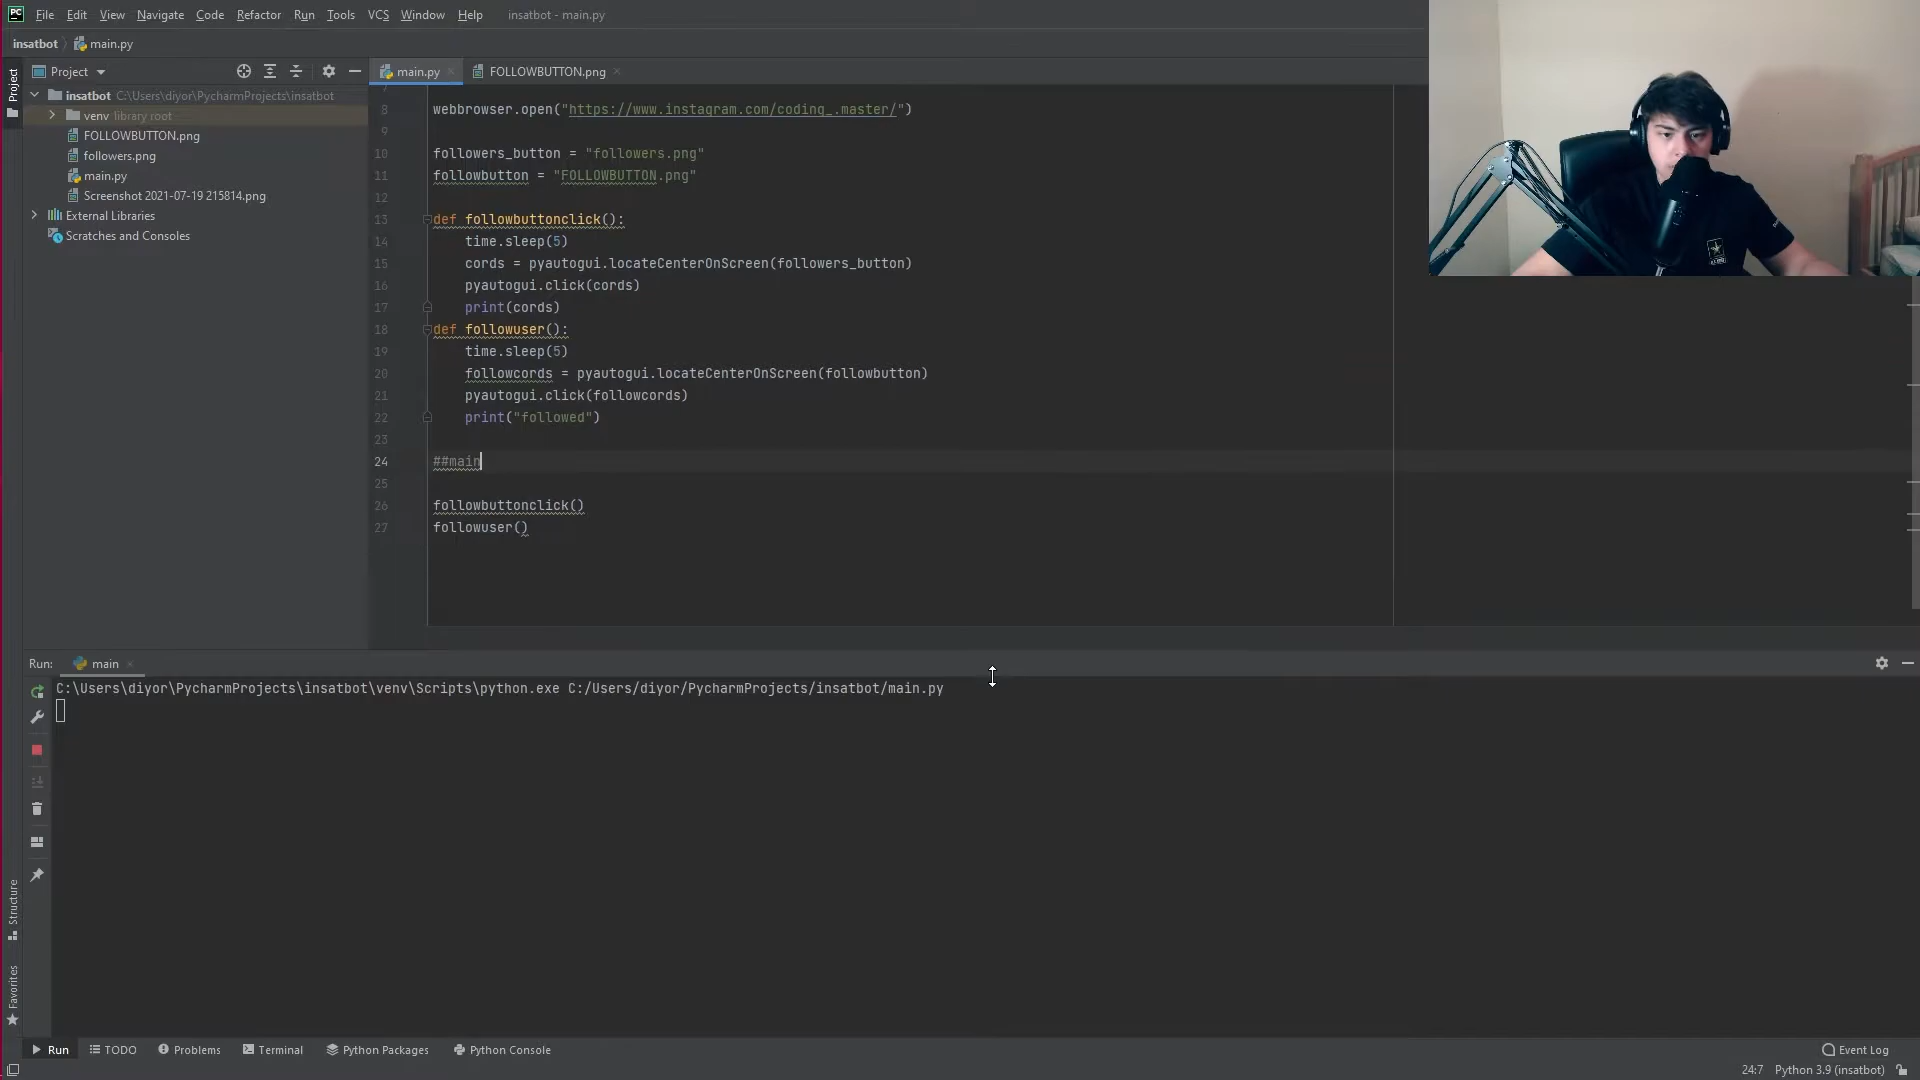 PC File Edit View Navigate Code Refactor Run Tools VCS Window Help insatbot - main.py
insatbot main.py
Project
Project
main.py
FOLLOWBUTTON.png
insatbot C:\Users\diyor\PycharmProjects\insatbot
venv library root
FOLLOWBUTTON.png
followers.png
main.py
Screenshot 2021-07-19 215814.png
External Libraries
Scratches and Consoles
8 webbrowser.open("https://www.instagram.com/coding_.master/")
9
10 followers_button = "followers.png"
11 followbutton = "FOLLOWBUTTON.png"
12
13 def followbuttonclick():
14 time.sleep(5)
15 cords = pyautogui.locateCenterOnScreen(followers_button)
16 pyautogui.click(cords)
17 print(cords)
18 def followuser():
19 time.sleep(5)
20 followcords = pyautogui.locateCenterOnScreen(followbutton)
21 pyautogui.click(followcords)
22 print("followed")
23
24 ##main
25
26 followbuttonclick()
27 followuser()
Run: main
C:\Users\diyor\PycharmProjects\insatbot\venv\Scripts\python.exe C:/Users/diyor/PycharmProjects/insatbot/main.py
Structure
Favorites
Run TODO Problems Terminal Python Packages Python Console Event Log
24:7 Python 3.9 (insatbot)